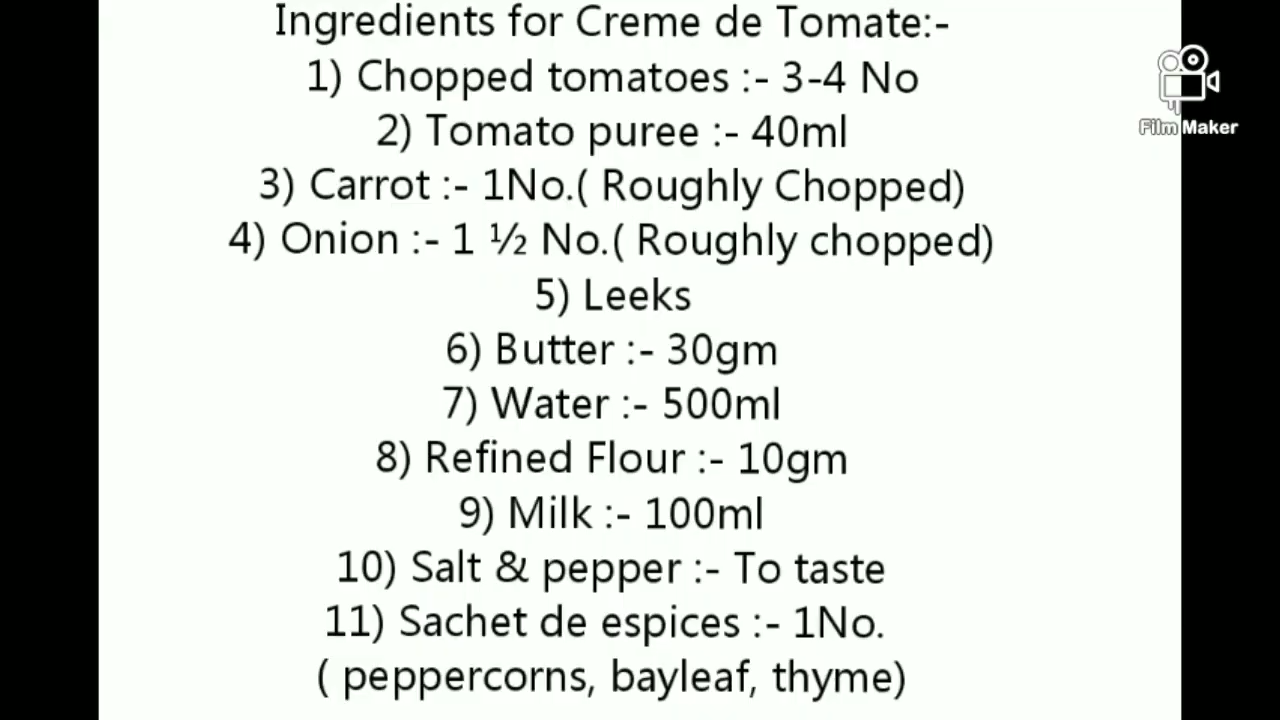 Ingredients for Creme de Tomate:-
1) Chopped tomatoes :- 3-4 No
2) Tomato puree :- 40ml
3) Carrot :- 1No.( Roughly Chopped)
4) Onion :- 1 ½ No.( Roughly chopped)
5) Leeks
6) Butter :- 30gm
7) Water :- 500ml
8) Refined Flour :- 10gm
9) Milk :- 100ml
10) Salt & pepper :- To taste
11) Sachet de espices :- 1No.
( peppercorns, bayleaf, thyme)
Film Maker